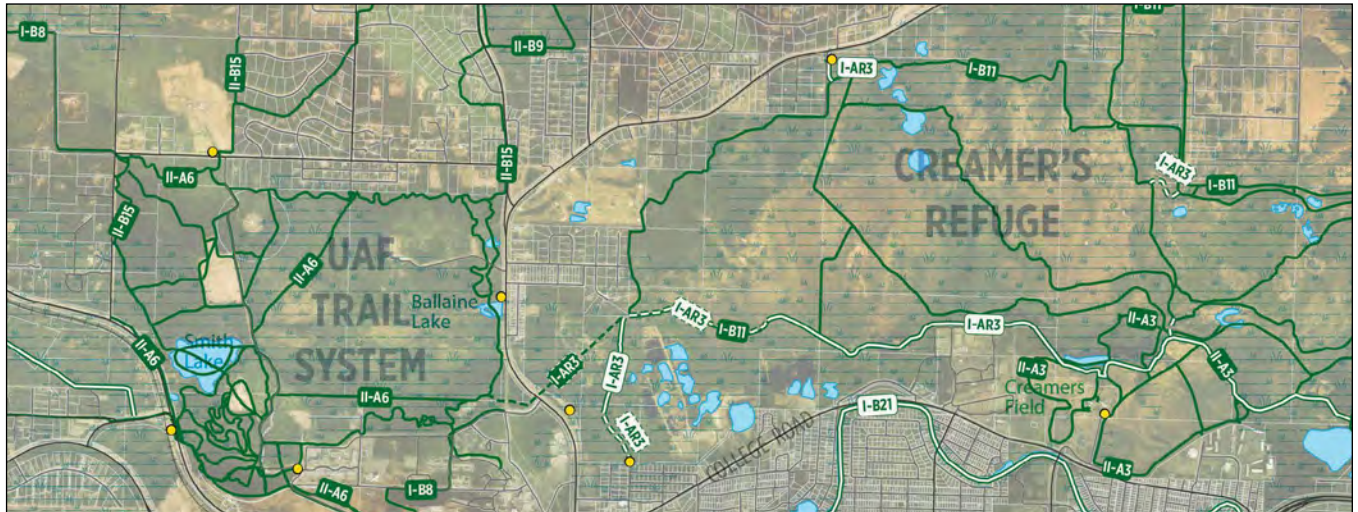 I-B8
II-B15
II-B9
I-AR3
I-B11
I-B11
II-A6
II-B15
CREAMER'S
REFUGE
I-AR3
I-B11
II-B15
UAF
TRAIL
SYSTEM
II-A6
Ballaine
Lake
I-AR3
I-B11
I-AR3
II-A3
Smith
Lake
II-A6
I-AR3
I-AR3
II-A3
II-A3
Creamers
Field
II-A6
I-B21
I-AR3
COLLEGE ROAD
II-A3
II-A6
I-B8